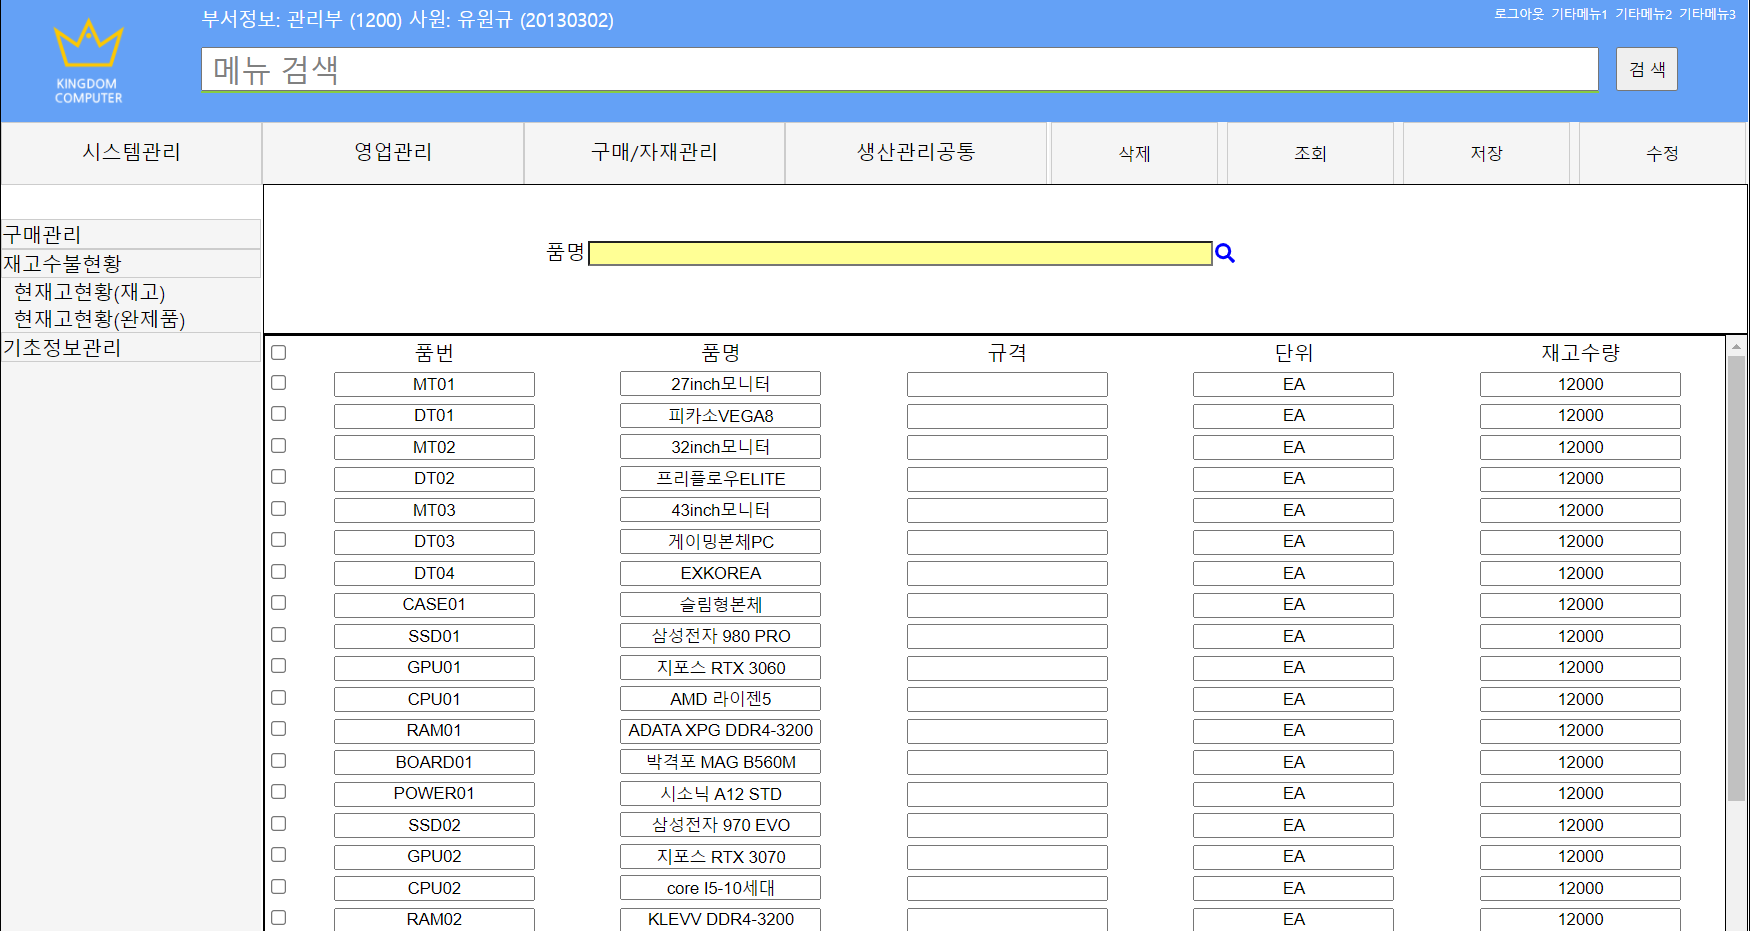 부서정보: 관리부 (1200) 사원: 유원규 (20130302)
로그아웃 기타메뉴1 기타메뉴2 기타메뉴3
메뉴 검색
검 색
KINGDOM
COMPUTER
시스템관리 영업관리 구매/자재관리 생산관리공통 삭제 조회 저장 수정
구매관리
재고수불현황
현재고현황(재고)
현재고현황(완제품)
기초정보관리
품명
품번 품명 규격 단위 재고수량
MT01 27inch모니터 EA 12000
DT01 피카소VEGA8 EA 12000
MT02 32inch모니터 EA 12000
DT02 프리플로우ELITE EA 12000
MT03 43inch모니터 EA 12000
DT03 게이밍본체PC EA 12000
DT04 EXKOREA EA 12000
CASE01 슬림형본체 EA 12000
SSD01 삼성전자 980 PRO EA 12000
GPU01 지포스 RTX 3060 EA 12000
CPU01 AMD 라이젠5 EA 12000
RAM01 ADATA XPG DDR4-3200 EA 12000
BOARD01 박격포 MAG B560M EA 12000
POWER01 시소닉 A12 STD EA 12000
SSD02 삼성전자 970 EVO EA 12000
GPU02 지포스 RTX 3070 EA 12000
CPU02 core I5-10세대 EA 12000
RAM02 KLEVV DDR4-3200 EA 12000